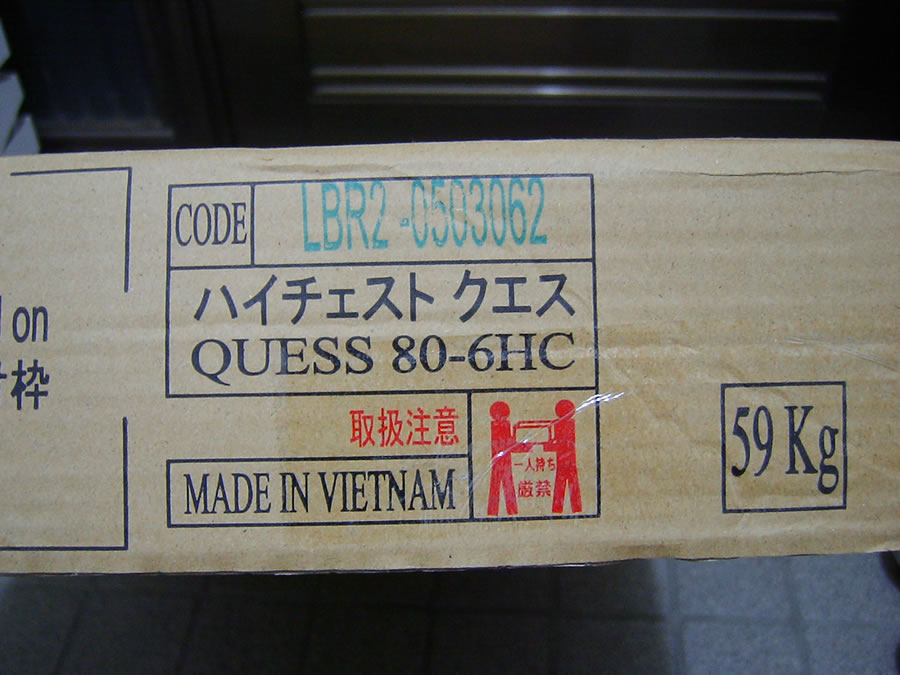 on
枠
CODE
LBR2-0503062
ハイチェスト クエス
QUESS 80-6HC
取扱注意
MADE IN VIETNAM
一人持ち
厳禁
59 Kg